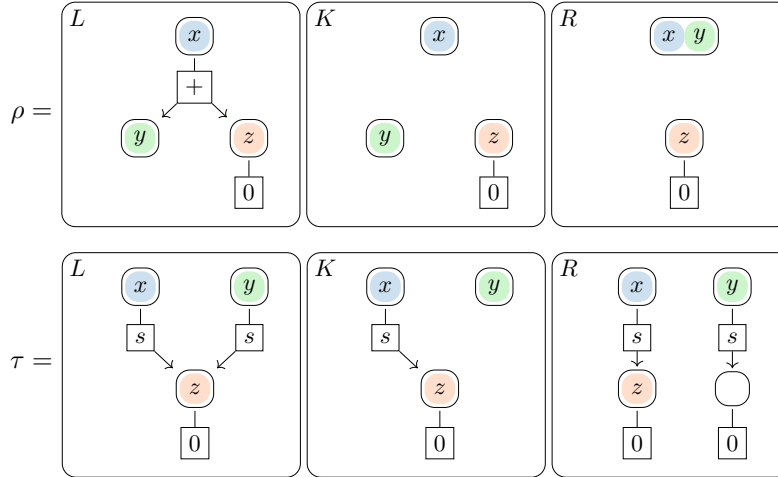 L K R
x x x y
ρ =
+
y z y z z
0 0 0
L K R
x y x y x y
s s s s s
τ =
z z z
0 0 0 0